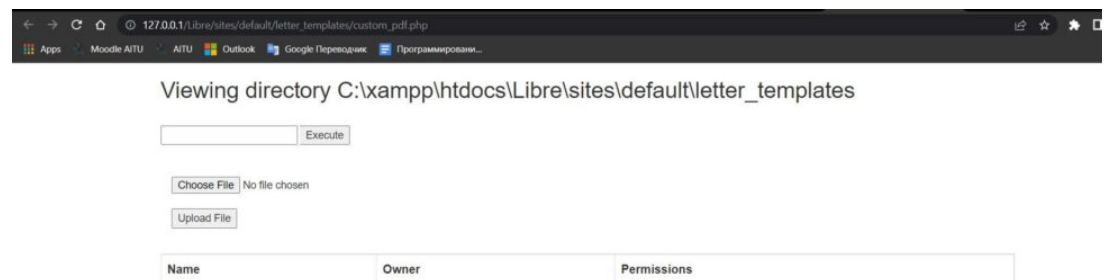 127.0.0.1/Libre/sites/default/letter_templates/custom_pdf.php
Apps Moodle AITU AITU Outlook Google Переводчик Программировани...
Viewing directory C:\xampp\htdocs\Libre\sites\default\letter_templates
Execute
Choose File No file chosen
Upload File
Name Owner Permissions